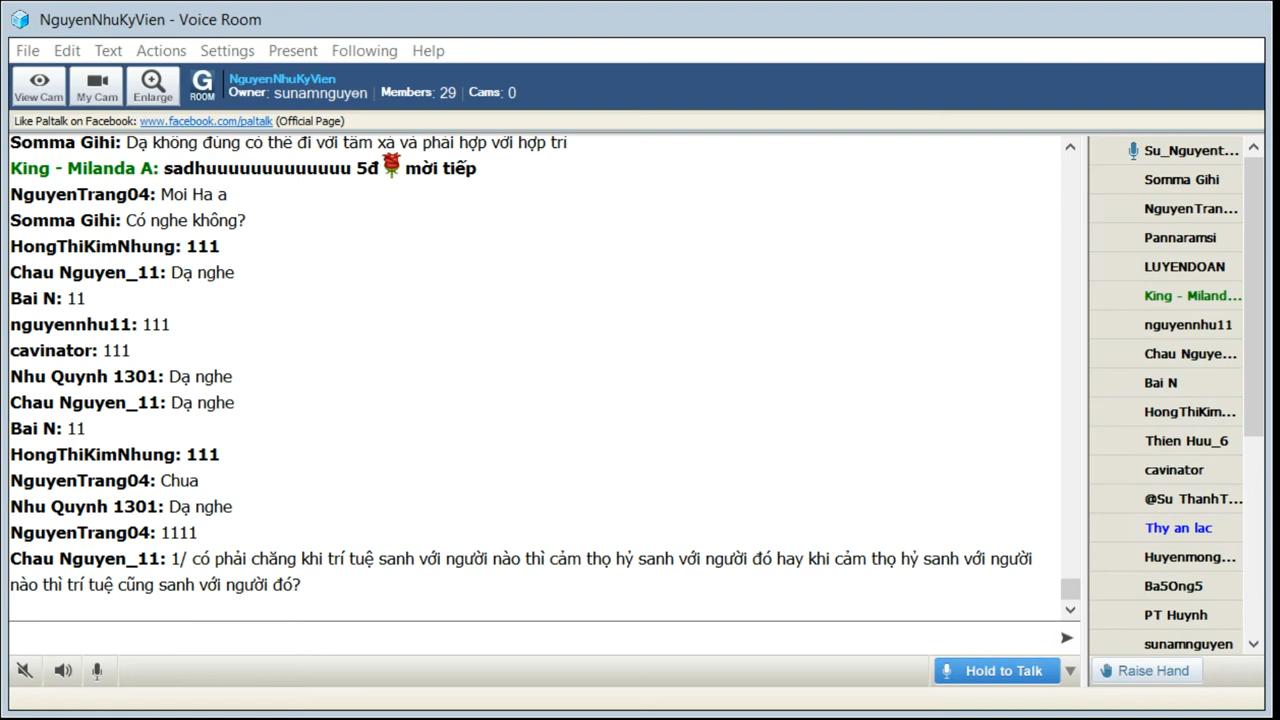 NguyenNhuKyVien - Voice Room
File Edit Text Actions Settings Present Following Help
View Cam
My Cam
Enlarge
G
ROOM
NguyenNhuKyVien
Owner: sunamnguyen | Members: 29 | Cams: 0
Like Paltalk on Facebook: www.facebook.com/paltalk (Official Page)
Somma Gihi: Dạ không đúng có thể đi với tâm xả và phải hợp với hợp trí
King - Milanda A: sadhuuuuuuuuuuuuu 5đ mời tiếp
NguyenTrang04: Moi Ha a
Somma Gihi: Có nghe không?
HongThiKimNhung: 111
Chau Nguyen_11: Dạ nghe
Bai N: 11
nguyennhu11: 111
cavinator: 111
Nhu Quynh 1301: Dạ nghe
Chau Nguyen_11: Dạ nghe
Bai N: 11
HongThiKimNhung: 111
NguyenTrang04: Chua
Nhu Quynh 1301: Dạ nghe
NguyenTrang04: 1111
Chau Nguyen_11: 1/ có phải chăng khi trí tuệ sanh với người nào thì cảm thọ hỷ sanh với người đó hay khi cảm thọ hỷ sanh với người
nào thì trí tuệ cũng sanh với người đó?
Su_Nguyent...
Somma Gihi
NguyenTran...
Pannaramsi
LUYENDOAN
King - Miland...
nguyennhu11
Chau Nguye...
Bai N
HongThiKim...
Thien Huu_6
cavinator
@Su ThanhT...
Thy an lac
Huyenmong...
Ba5Ong5
PT Huynh
sunamnguyen
Hold to Talk
Raise Hand